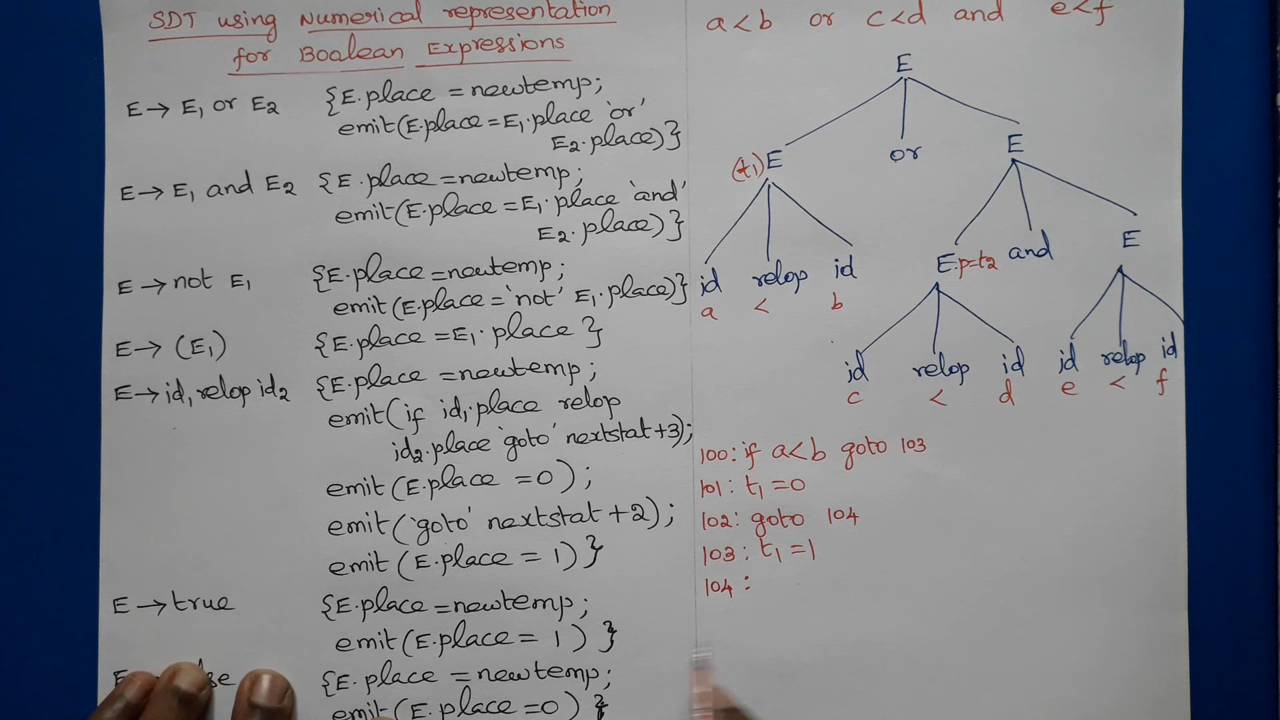 SDT using Numerical representation
for Boolean Expressions
E → E1 or E2 {E.place = newtemp;
emit(E.place = E1.place 'or'
E2.place)}
E → E1 and E2 {E.place = newtemp;
emit(E.place = E1.place 'and'
E2.place)}
E → not E1 {E.place = newtemp;
emit(E.place = 'not' E1.place)}
E → (E1) {E.place = E1.place}
E → id1 relop id2 {E.place = newtemp;
emit(if id1.place relop
id2.place 'goto' nextstat+3);
emit(E.place = 0);
emit('goto' nextstat+2);
emit(E.place = 1)}
E → true {E.place = newtemp;
emit(E.place = 1)}
{E.place = newtemp;
emit(E.place = 0)}
a<b or c<d and e<f
E
(t1) E or E
id relop id E.p=t2 and E
a < b
id relop id id relop id
c < d e < f
100: if a<b goto 103
101: t1=0
102: goto 104
103: t1=1
104: